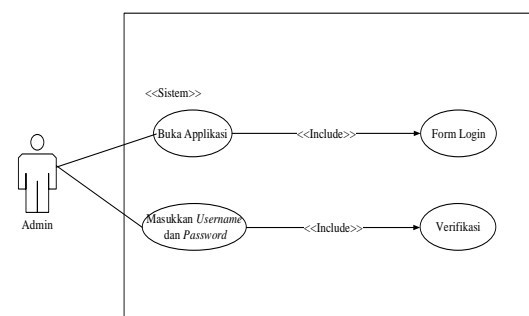 <<Sistem>>
Buka Applikasi
<<Include>>
Form Login
Admin
Masukkan Username
dan Password
<<Include>>
Verifikasi